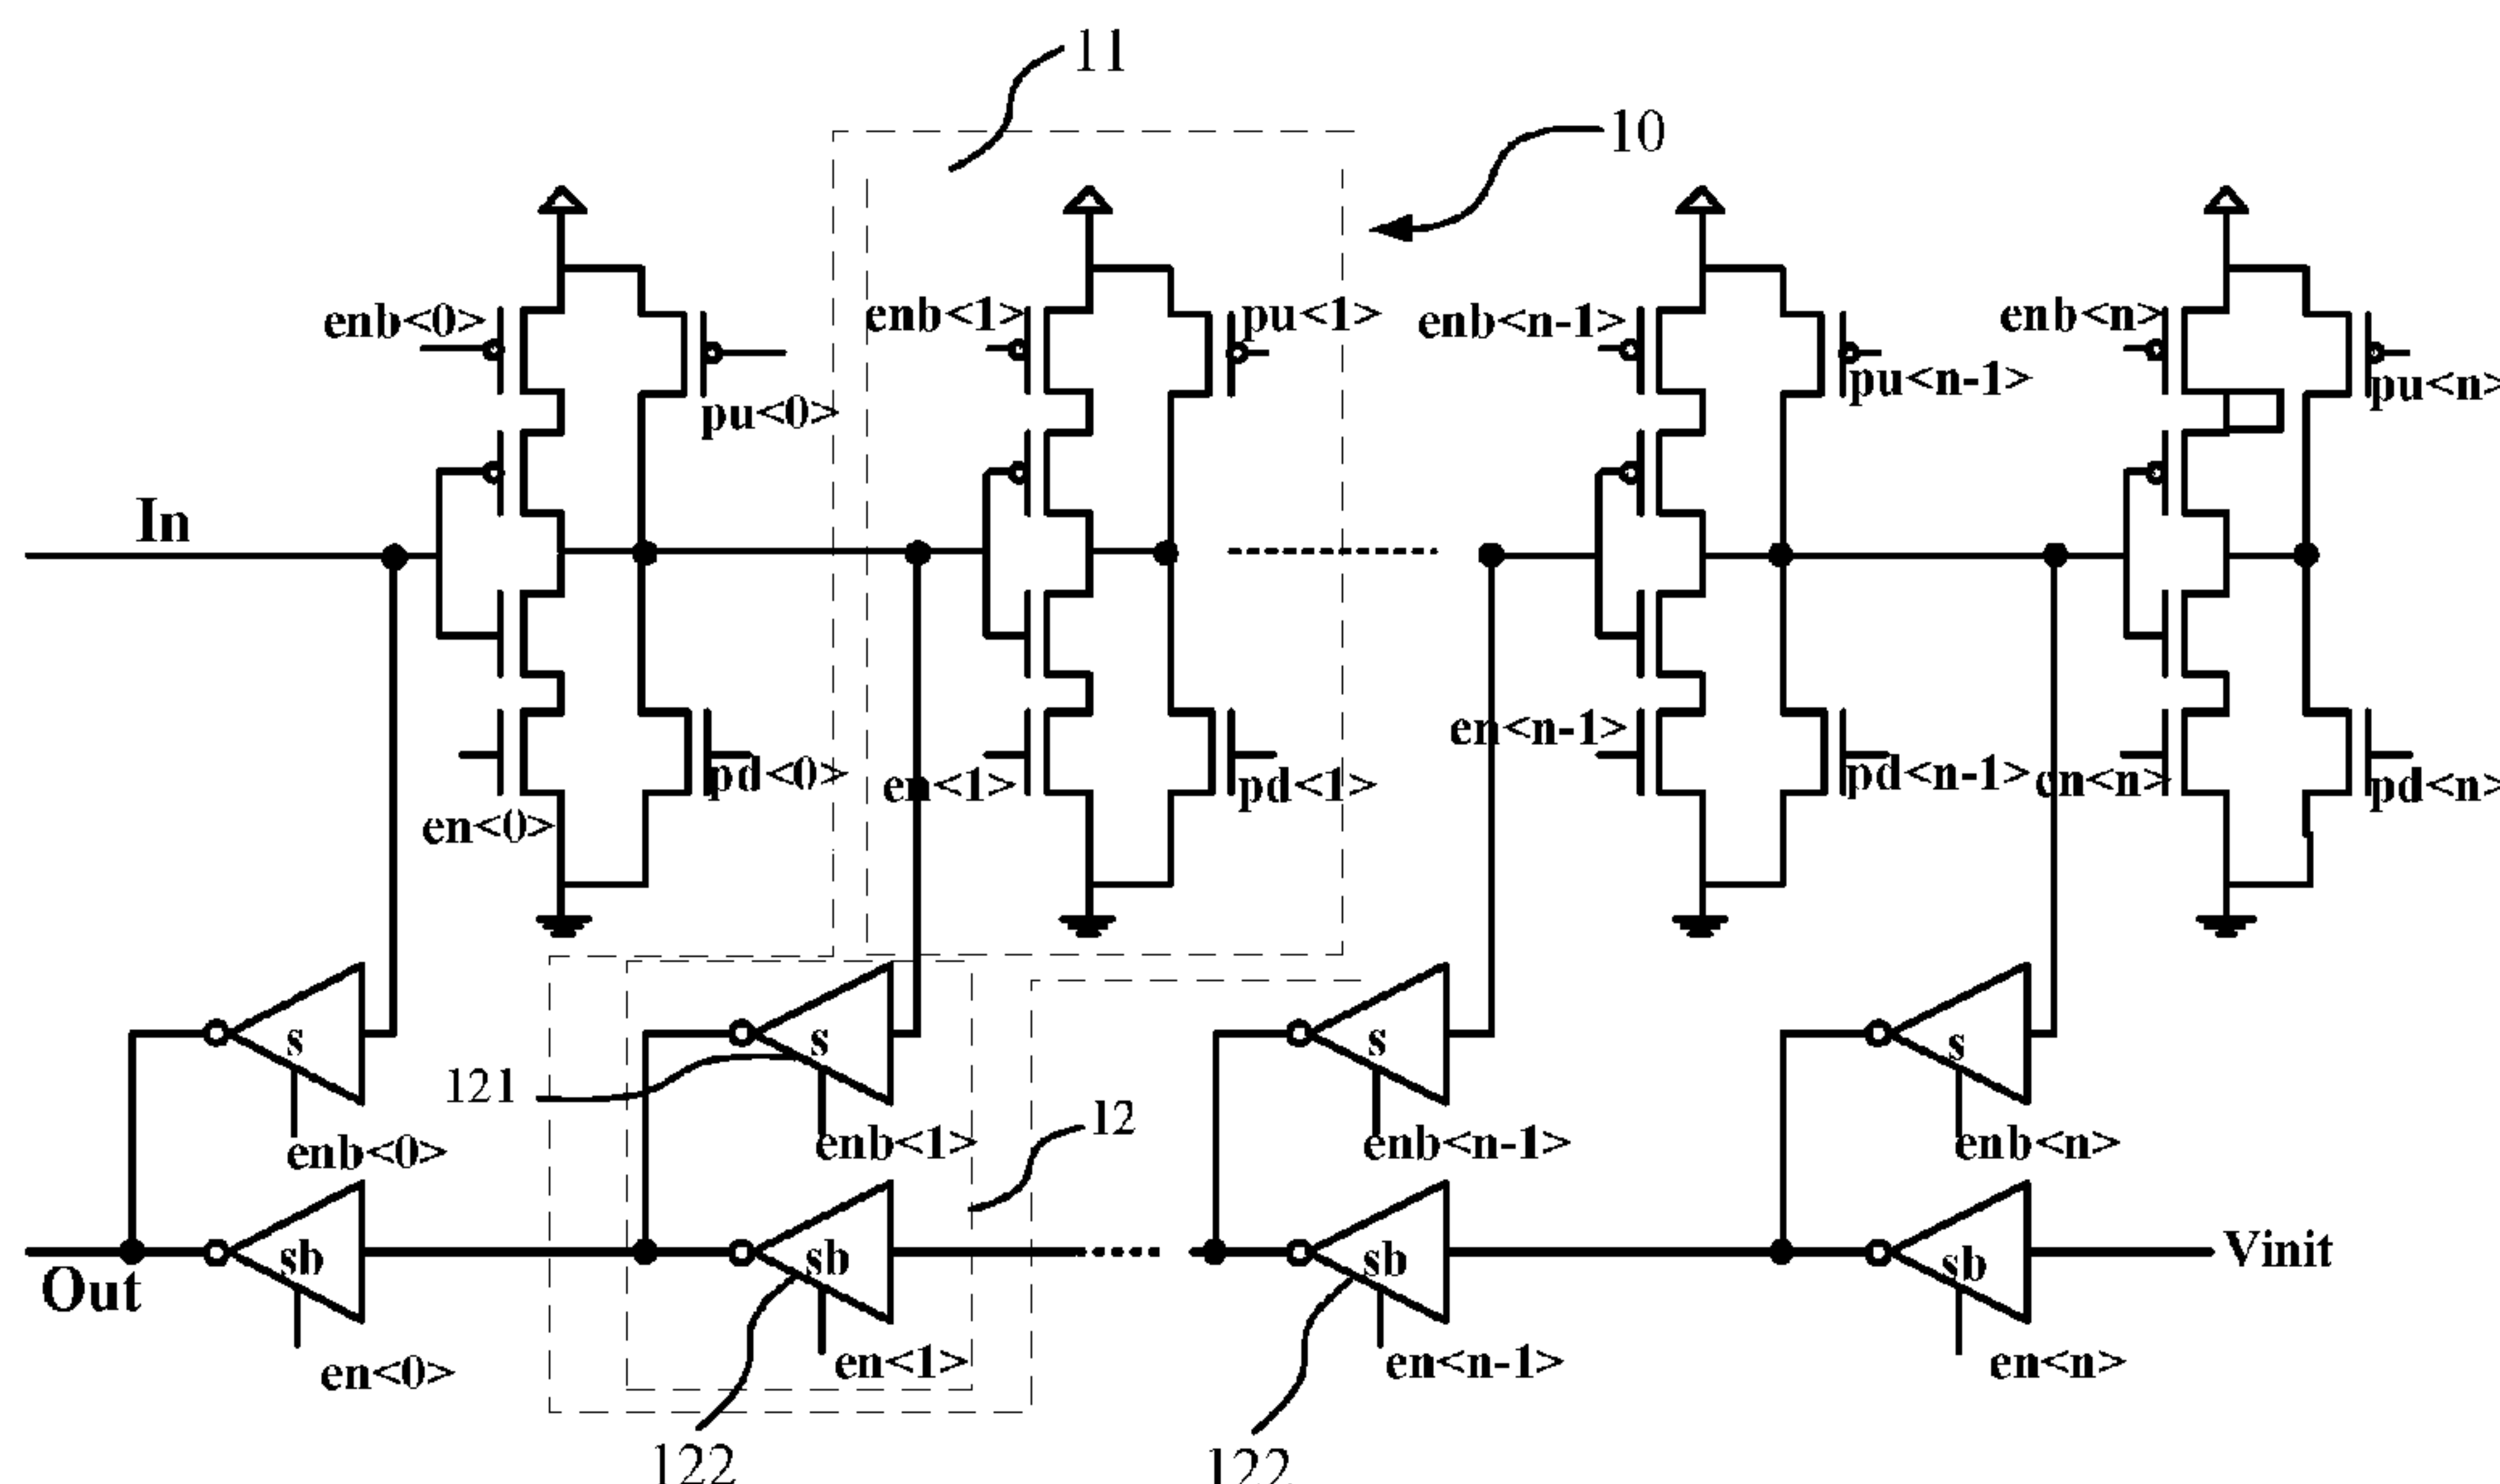 11
10
enb<0>
enb<1>
pu<1>
enb<n-1>
enb<n>
pu<0>
pu<n-1>
pu<n>
In
en<n-1>
pd<0>
en<1>
pd<1>
pd<n-1>
en<n>
pd<n>
en<0>
s
s
s
s
121
12
enb<0>
enb<1>
enb<n-1>
enb<n>
sb
sb
sb
sb
Vinit
Out
en<0>
en<1>
en<n-1>
en<n>
122
122